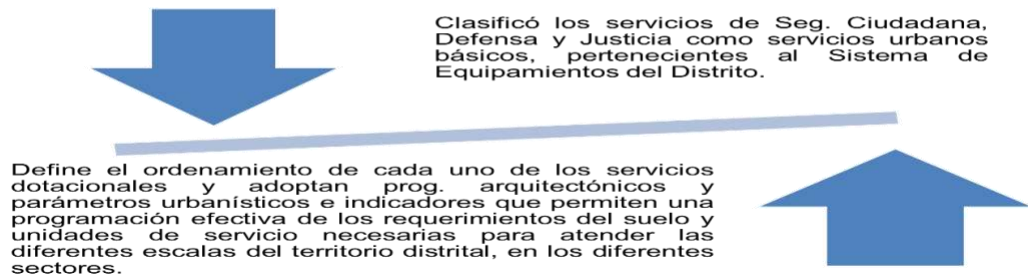 Clasificó los servicios de Seg. Ciudadana,
Defensa y Justicia como servicios urbanos
básicos, pertenecientes al Sistema de
Equipamientos del Distrito.
Define el ordenamiento de cada uno de los servicios
dotacionales y adoptan prog. arquitectónicos y
parámetros urbanísticos e indicadores que permiten una
programación efectiva de los requerimientos del suelo y
unidades de servicio necesarias para atender las
diferentes escalas del territorio distrital, en los diferentes
sectores.